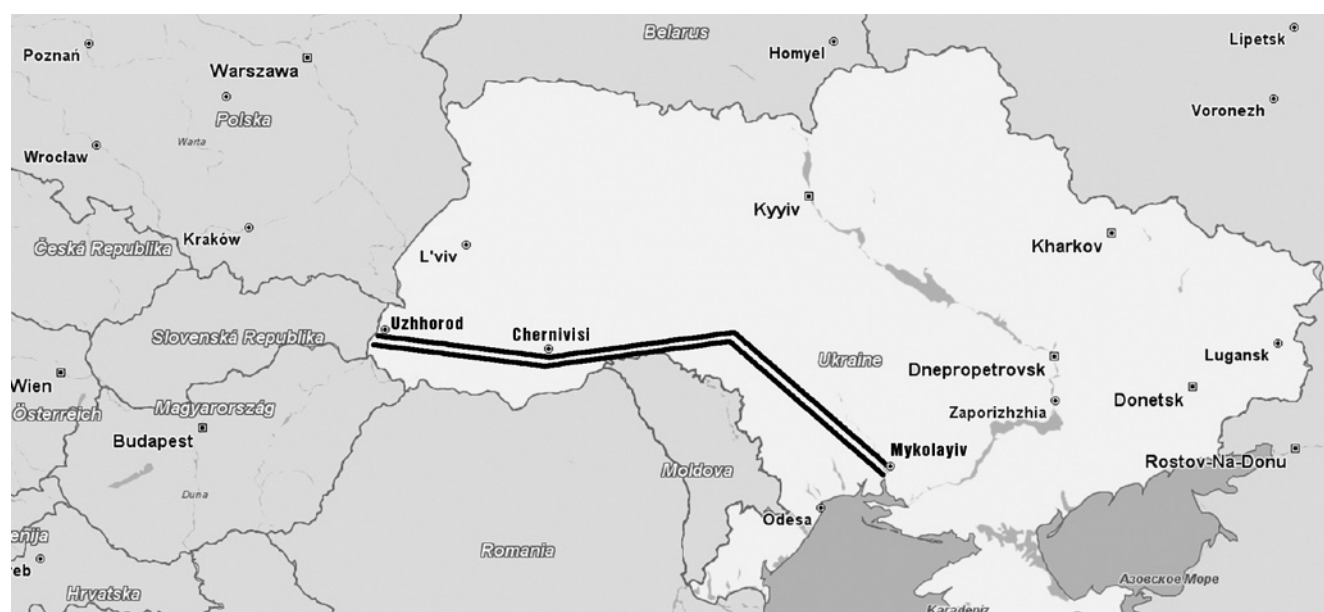 Belarus
Lipetsk
Poznań
Homyel
Warszawa
Voronezh
Polska
Warta
Wrocław
Kyyiv
Kraków
Kharkov
Česká Republika
L'viv
Uzhhorod
Chernivisi
Slovenská Republika
Ukraine
Lugansk
Dnepropetrovsk
Wien
Österreich
Magyarország
Donetsk
Zaporizhzhia
Budapest
Mykolayiv
Moldova
Rostov-Na-Donu
Duna
Odesa
eñija
Romania
reb
Азовское Море
Hrvatska
Karadeniz